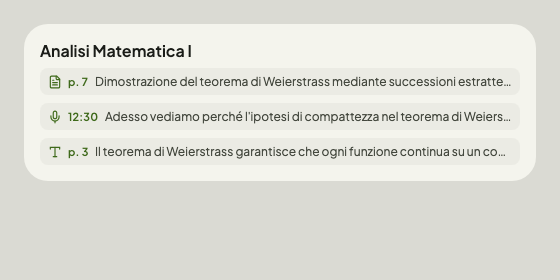 Analisi Matematica I
p. 7 Dimostrazione del teorema di Weierstrass mediante successioni estratte…
12:30 Adesso vediamo perché l'ipotesi di compattezza nel teorema di Weiers…
p. 3 Il teorema di Weierstrass garantisce che ogni funzione continua su un co…